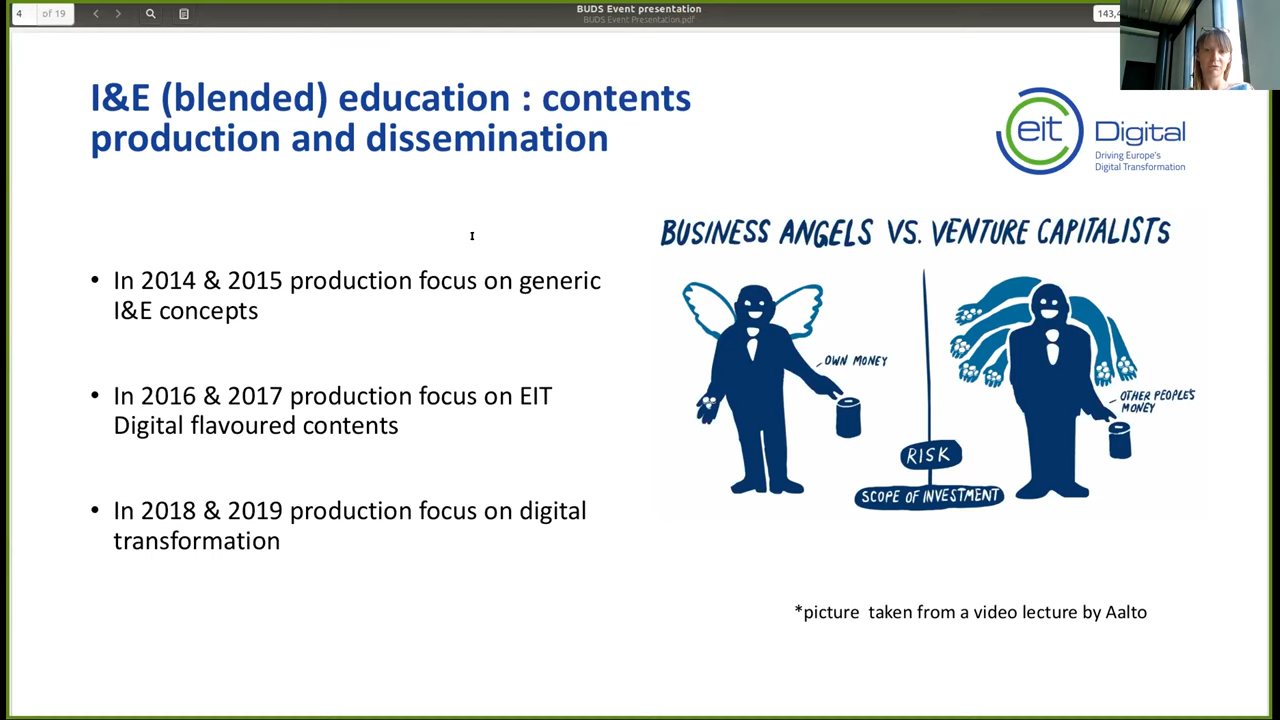 4 of 19
BUDS Event presentation
BUDS Event Presentation.pdf
143,4
I&E (blended) education : contents
production and dissemination
eit Digital
Driving Europe's
Digital Transformation
• In 2014 & 2015 production focus on generic
I&E concepts
• In 2016 & 2017 production focus on EIT
Digital flavoured contents
• In 2018 & 2019 production focus on digital
transformation
BUSINESS ANGELS VS. VENTURE CAPITALISTS
OWN MONEY
OTHER PEOPLE'S
MONEY
RISK
SCOPE OF INVESTMENT
*picture taken from a video lecture by Aalto